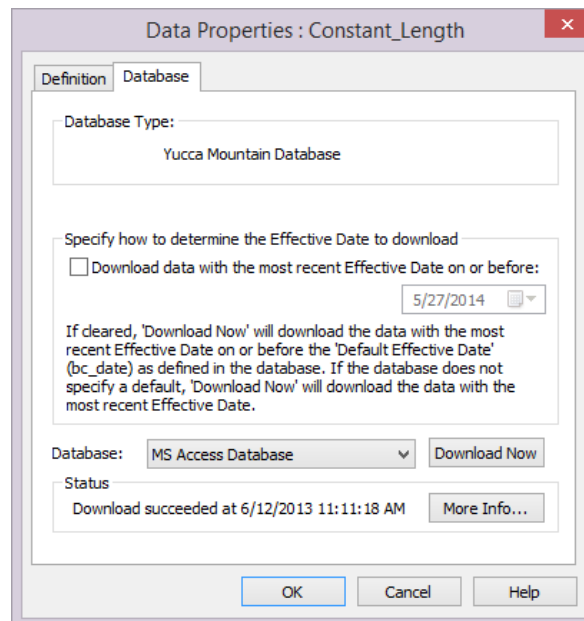 Data Properties : Constant_Length
Definition
Database
Database Type:
Yucca Mountain Database
Specify how to determine the Effective Date to download
Download data with the most recent Effective Date on or before:
5/27/2014
If cleared, 'Download Now' will download the data with the most
recent Effective Date on or before the 'Default Effective Date'
(bc_date) as defined in the database. If the database does not
specify a default, 'Download Now' will download the data with the
most recent Effective Date.
Database:
MS Access Database
Download Now
Status
Download succeeded at 6/12/2013 11:11:18 AM
More Info...
OK
Cancel
Help